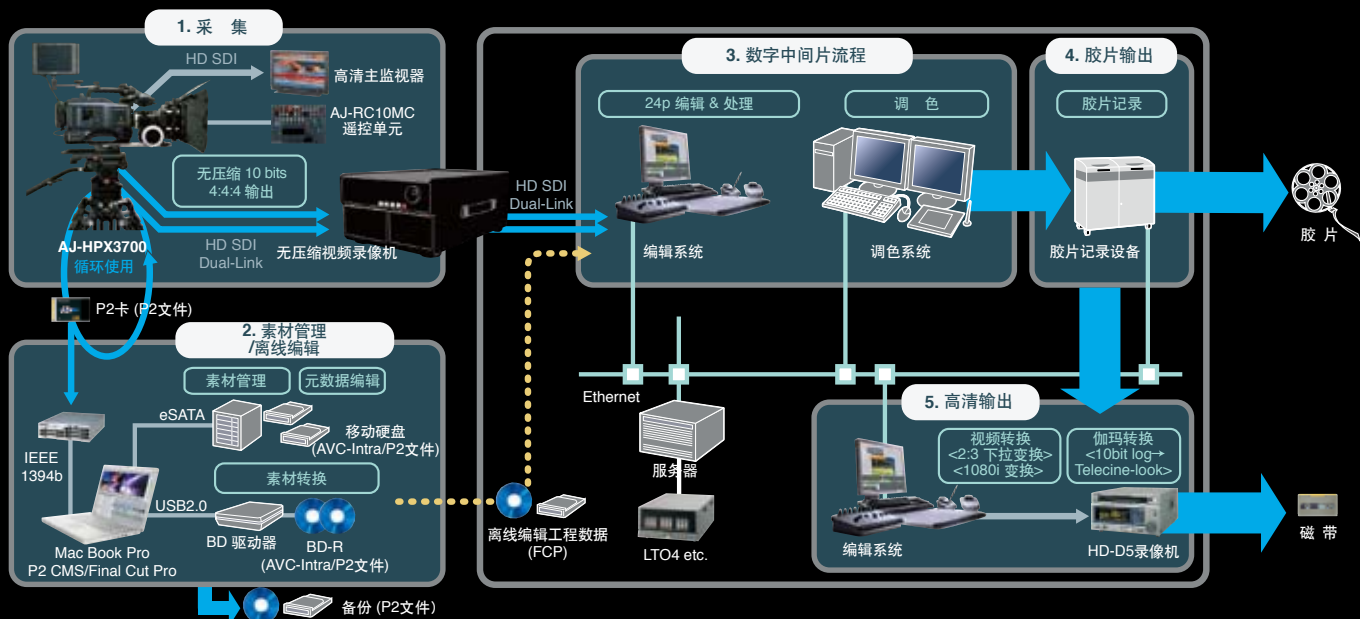 1. 采 集
HD SDI
高清主监视器
AJ-RC10MC
遥控单元
无压缩 10 bits
4:4:4 输出
HD SDI
Dual-Link
无压缩视频录像机
AJ-HPX3700
循环使用
P2卡 (P2文件)
2. 素材管理
/离线编辑
素材管理
元数据编辑
eSATA
移动硬盘
(AVC-Intra/P2文件)
IEEE
1394b
素材转换
USB2.0
BD 驱动器
BD-R
(AVC-Intra/P2文件)
Mac Book Pro
P2 CMS/Final Cut Pro
备份 (P2文件)
HD SDI
Dual-Link
3. 数字中间片流程
24p 编辑 & 处理
调 色
编辑系统
调色系统
4. 胶片输出
胶片记录
胶片记录设备
胶 片
Ethernet
服务器
LTO4 etc.
离线编辑工程数据
(FCP)
5. 高清输出
视频转换
<2:3 下拉变换>
<1080i 变换>
伽玛转换
<10bit log→
Telecine-look>
编辑系统
HD-D5录像机
磁 带